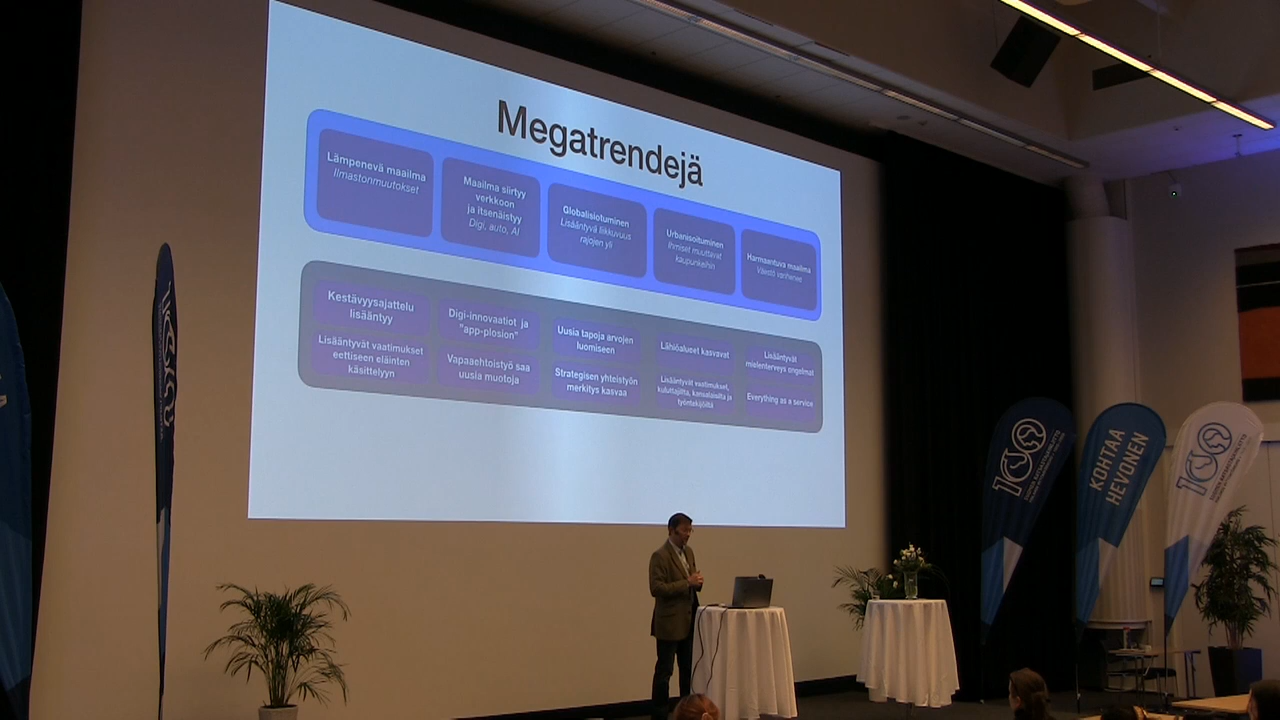 Megatrendejä
Lämpenevä maailma
Ilmastonmuutokset
Maailma siirtyy
verkkoon
ja itsenäistyy
Digi, auto, AI
Globalisiotuminen
Lisääntyvä liikkuvuus
rajojen yli
Urbanisoituminen
Ihmiset muuttavat
kaupunkeihin
Harmaantuva maailma
Väestö vanhenee
Kestävyysajattelu
lisääntyy
Digi-innovaatiot ja
"app-plosion"
Uusia tapoja arvojen
luomiseen
Lähiöalueet kasvavat
Lisääntyvät
mielenterveys ongelmat
Lisääntyvät vaatimukset
eettiseen eläinten
käsittelyyn
Vapaaehtoistyö saa
uusia muotoja
Strategisen yhteistyön
merkitys kasvaa
Lisääntyvät vaatimukset,
kuluttajilta, kansalaisilta ja
työntekijöiltä
Everything as a service
100
KOHTAA
HEVONEN
100